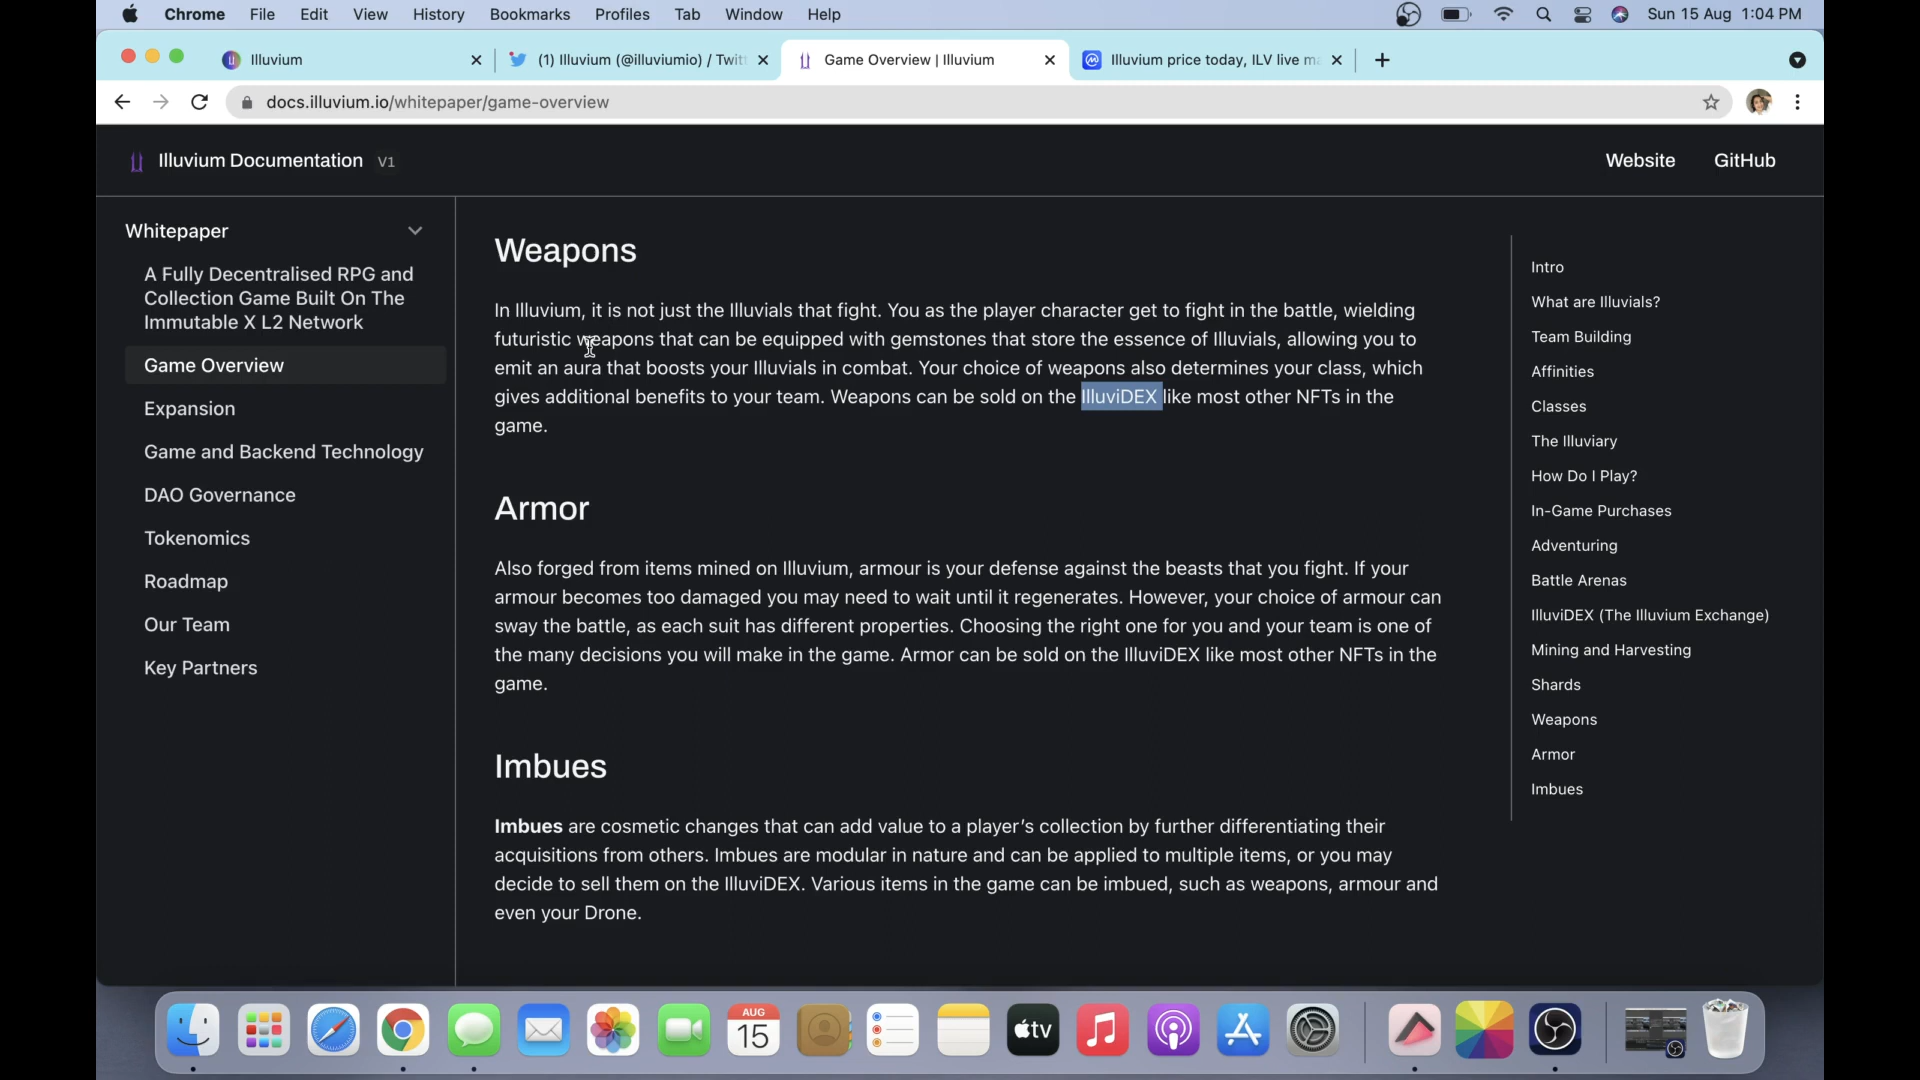 Chrome File Edit View History Bookmarks Profiles Tab Window Help Sun 15 Aug 1:04 PM
Illuvium (1) Illuvium (@illuviumio) / Twit Game Overview | Illuvium Illuvium price today, ILV live ma
docs.illuvium.io/whitepaper/game-overview
Illuvium Documentation V1 Website GitHub
Whitepaper
A Fully Decentralised RPG and
Collection Game Built On The
Immutable X L2 Network
Game Overview
Expansion
Game and Backend Technology
DAO Governance
Tokenomics
Roadmap
Our Team
Key Partners
Weapons
In Illuvium, it is not just the Illuvials that fight. You as the player character get to fight in the battle, wielding
futuristic weapons that can be equipped with gemstones that store the essence of Illuvials, allowing you to
emit an aura that boosts your Illuvials in combat. Your choice of weapons also determines your class, which
gives additional benefits to your team. Weapons can be sold on the IlluviDEX like most other NFTs in the
game.
Armor
Also forged from items mined on Illuvium, armour is your defense against the beasts that you fight. If your
armour becomes too damaged you may need to wait until it regenerates. However, your choice of armour can
sway the battle, as each suit has different properties. Choosing the right one for you and your team is one of
the many decisions you will make in the game. Armor can be sold on the IlluviDEX like most other NFTs in the
game.
Imbues
Imbues are cosmetic changes that can add value to a player's collection by further differentiating their
acquisitions from others. Imbues are modular in nature and can be applied to multiple items, or you may
decide to sell them on the IlluviDEX. Various items in the game can be imbued, such as weapons, armour and
even your Drone.
Intro
What are Illuvials?
Team Building
Affinities
Classes
The Illuviary
How Do I Play?
In-Game Purchases
Adventuring
Battle Arenas
IlluviDEX (The Illuvium Exchange)
Mining and Harvesting
Shards
Weapons
Armor
Imbues
AUG
15
tv